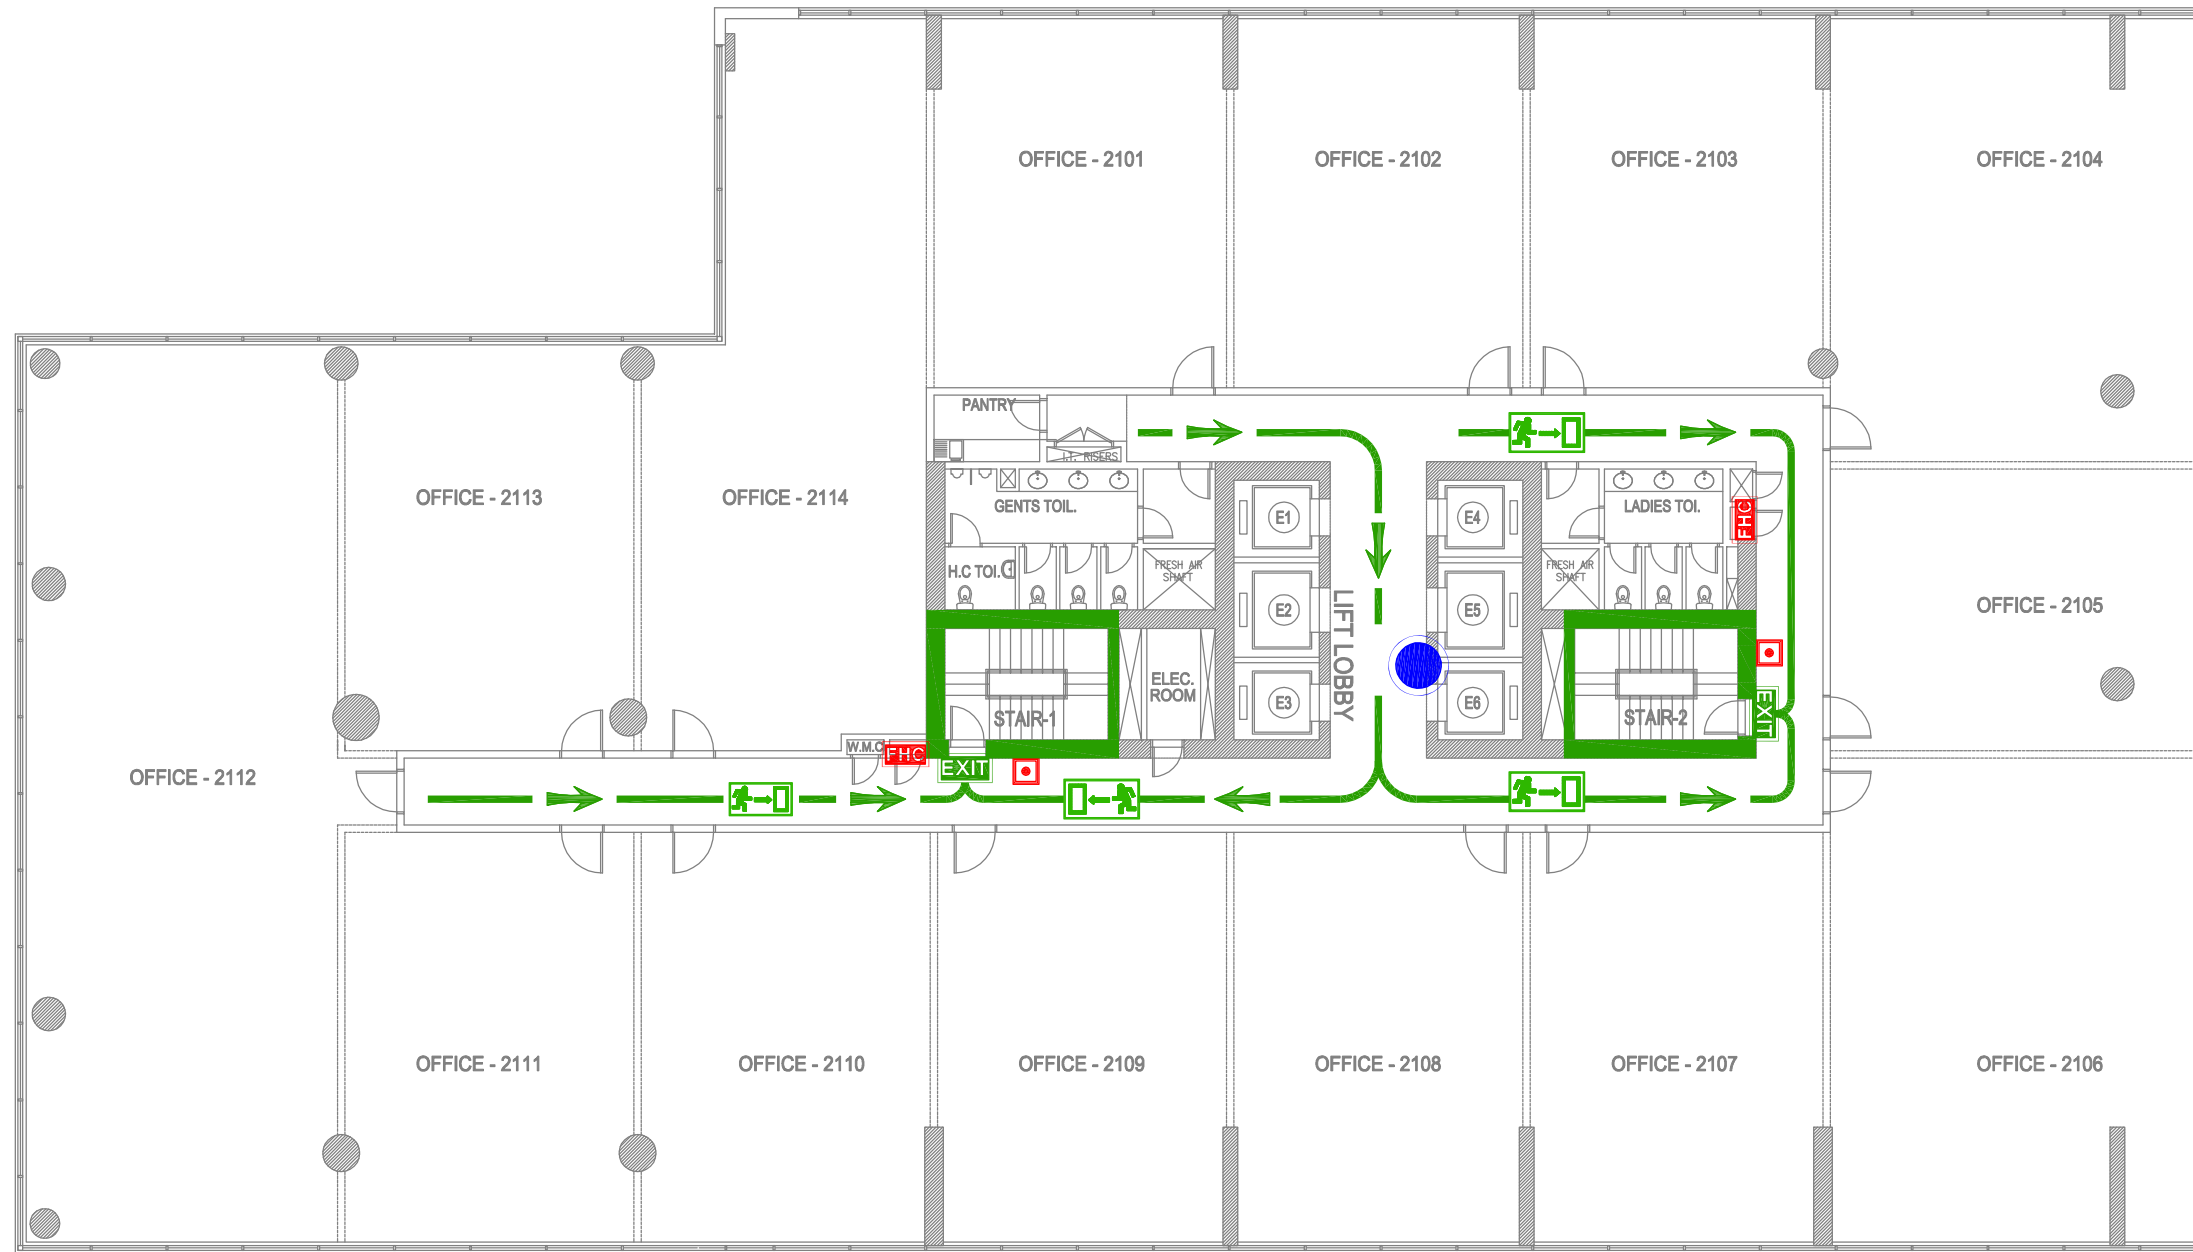 OFFICE - 2101
OFFICE - 2102
OFFICE - 2103
OFFICE - 2104
PANTRY
I.T. RISERS
OFFICE - 2113
OFFICE - 2114
GENTS TOIL.
E1
E4
LADIES TOI.
FHC
H.C TOI.
FRESH AIR
SHAFT
FRESH AIR
SHAFT
E2
E5
OFFICE - 2105
LIFT LOBBY
ELEC.
ROOM
E3
E6
STAIR-1
STAIR-2
EXIT
W.M.C
FHC
EXIT
OFFICE - 2112
OFFICE - 2111
OFFICE - 2110
OFFICE - 2109
OFFICE - 2108
OFFICE - 2107
OFFICE - 2106